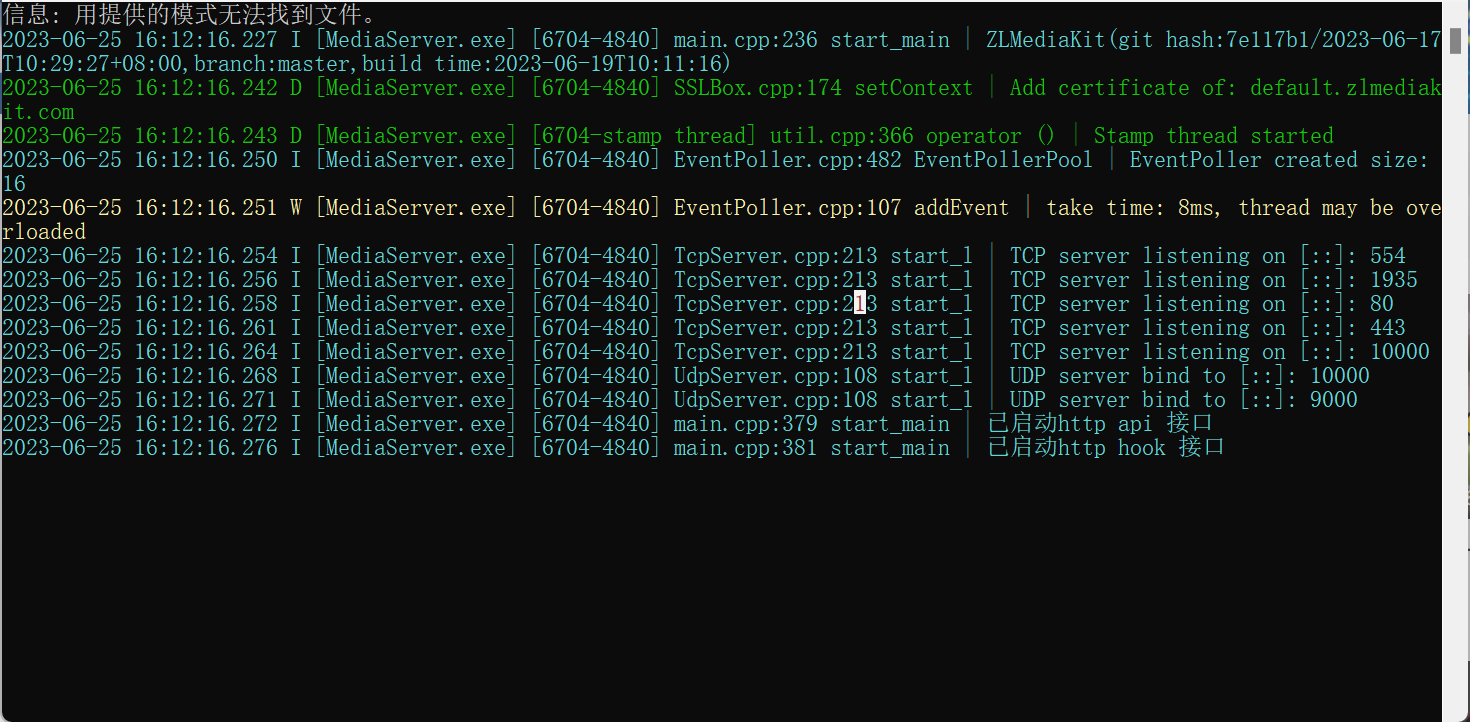 信息: 用提供的模式无法找到文件。
2023-06-25 16:12:16.227 I [MediaServer.exe] [6704-4840] main.cpp:236 start_main | ZLMediaKit(git hash:7e117b1/2023-06-17
T10:29:27+08:00,branch:master,build time:2023-06-19T10:11:16)
2023-06-25 16:12:16.242 D [MediaServer.exe] [6704-4840] SSLBox.cpp:174 setContext | Add certificate of: default.zlmediak
it.com
2023-06-25 16:12:16.243 D [MediaServer.exe] [6704-stamp thread] util.cpp:366 operator () | Stamp thread started
2023-06-25 16:12:16.250 I [MediaServer.exe] [6704-4840] EventPoller.cpp:482 EventPollerPool | EventPoller created size:
16
2023-06-25 16:12:16.251 W [MediaServer.exe] [6704-4840] EventPoller.cpp:107 addEvent | take time: 8ms, thread may be ove
rloaded
2023-06-25 16:12:16.254 I [MediaServer.exe] [6704-4840] TcpServer.cpp:213 start_l | TCP server listening on [::]: 554
2023-06-25 16:12:16.256 I [MediaServer.exe] [6704-4840] TcpServer.cpp:213 start_l | TCP server listening on [::]: 1935
2023-06-25 16:12:16.258 I [MediaServer.exe] [6704-4840] TcpServer.cpp:213 start_l | TCP server listening on [::]: 80
2023-06-25 16:12:16.261 I [MediaServer.exe] [6704-4840] TcpServer.cpp:213 start_l | TCP server listening on [::]: 443
2023-06-25 16:12:16.264 I [MediaServer.exe] [6704-4840] TcpServer.cpp:213 start_l | TCP server listening on [::]: 10000
2023-06-25 16:12:16.268 I [MediaServer.exe] [6704-4840] UdpServer.cpp:108 start_l | UDP server bind to [::]: 10000
2023-06-25 16:12:16.271 I [MediaServer.exe] [6704-4840] UdpServer.cpp:108 start_l | UDP server bind to [::]: 9000
2023-06-25 16:12:16.272 I [MediaServer.exe] [6704-4840] main.cpp:379 start_main | 已启动http api 接口
2023-06-25 16:12:16.276 I [MediaServer.exe] [6704-4840] main.cpp:381 start_main | 已启动http hook 接口